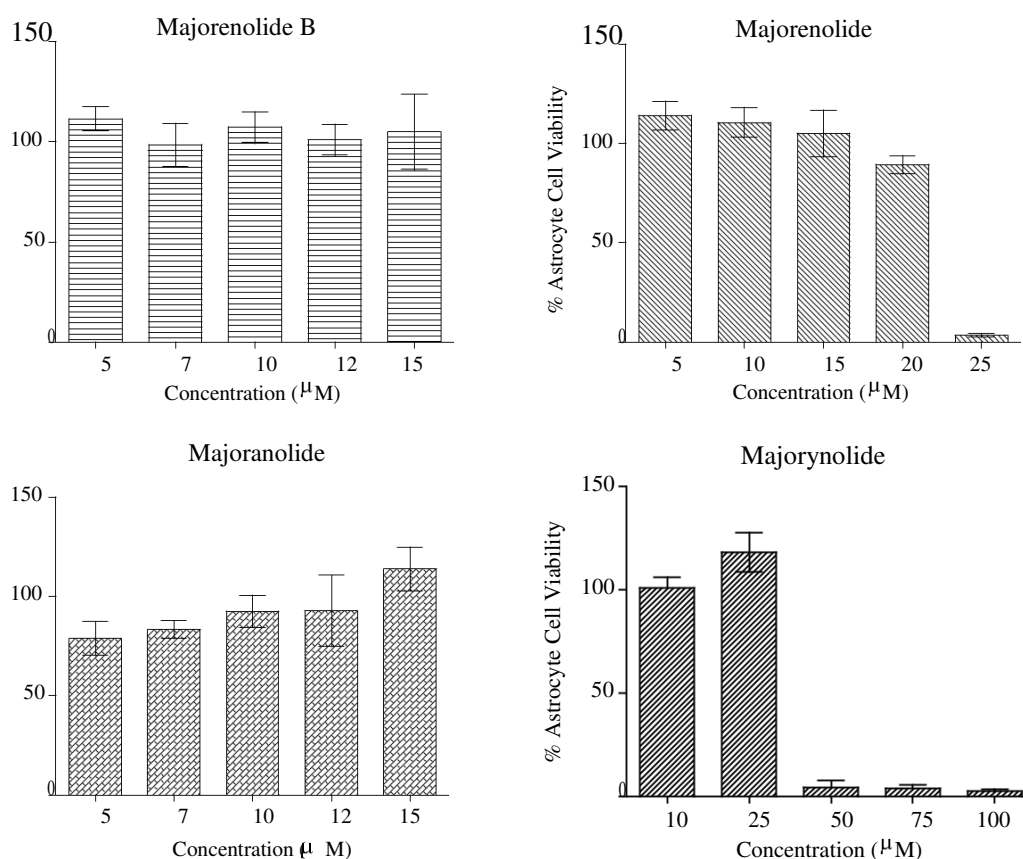 Majorenolide B
150
100
50
0
5 7 10 12 15
Concentration (μM)
Majorenolide
% Astrocyte Cell Viability
150
100
50
0
5 10 15 20 25
Concentration (μM)
Majoranolide
150
100
50
0
5 7 10 12 15
Concentration (μ M)
Majorynolide
% Astrocyte Cell Viability
150
100
50
0
10 25 50 75 100
Concentration (μM)